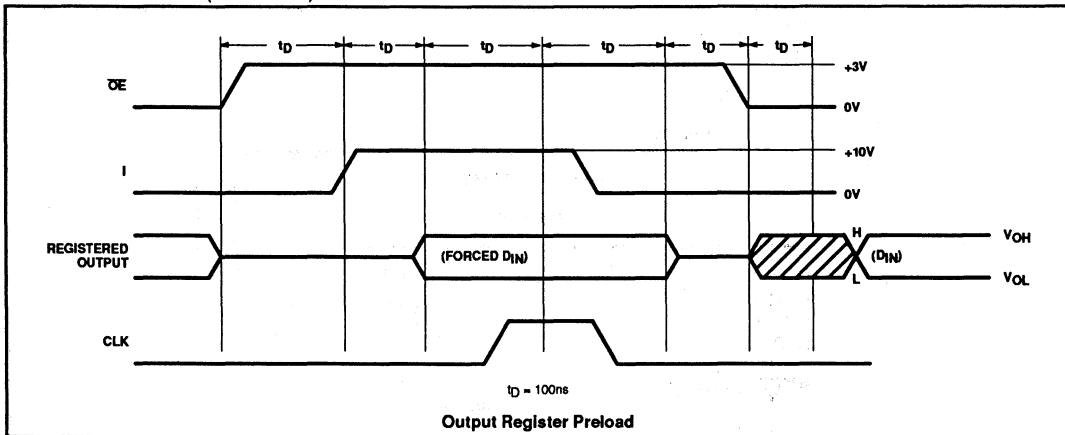 tD tD tD tD tD tD
OE
+3V
0V
I
+10V
0V
REGISTERED
OUTPUT
(FORCED DIN)
H
L
(DIN)
VOH
VOL
CLK
tD = 100ns
Output Register Preload